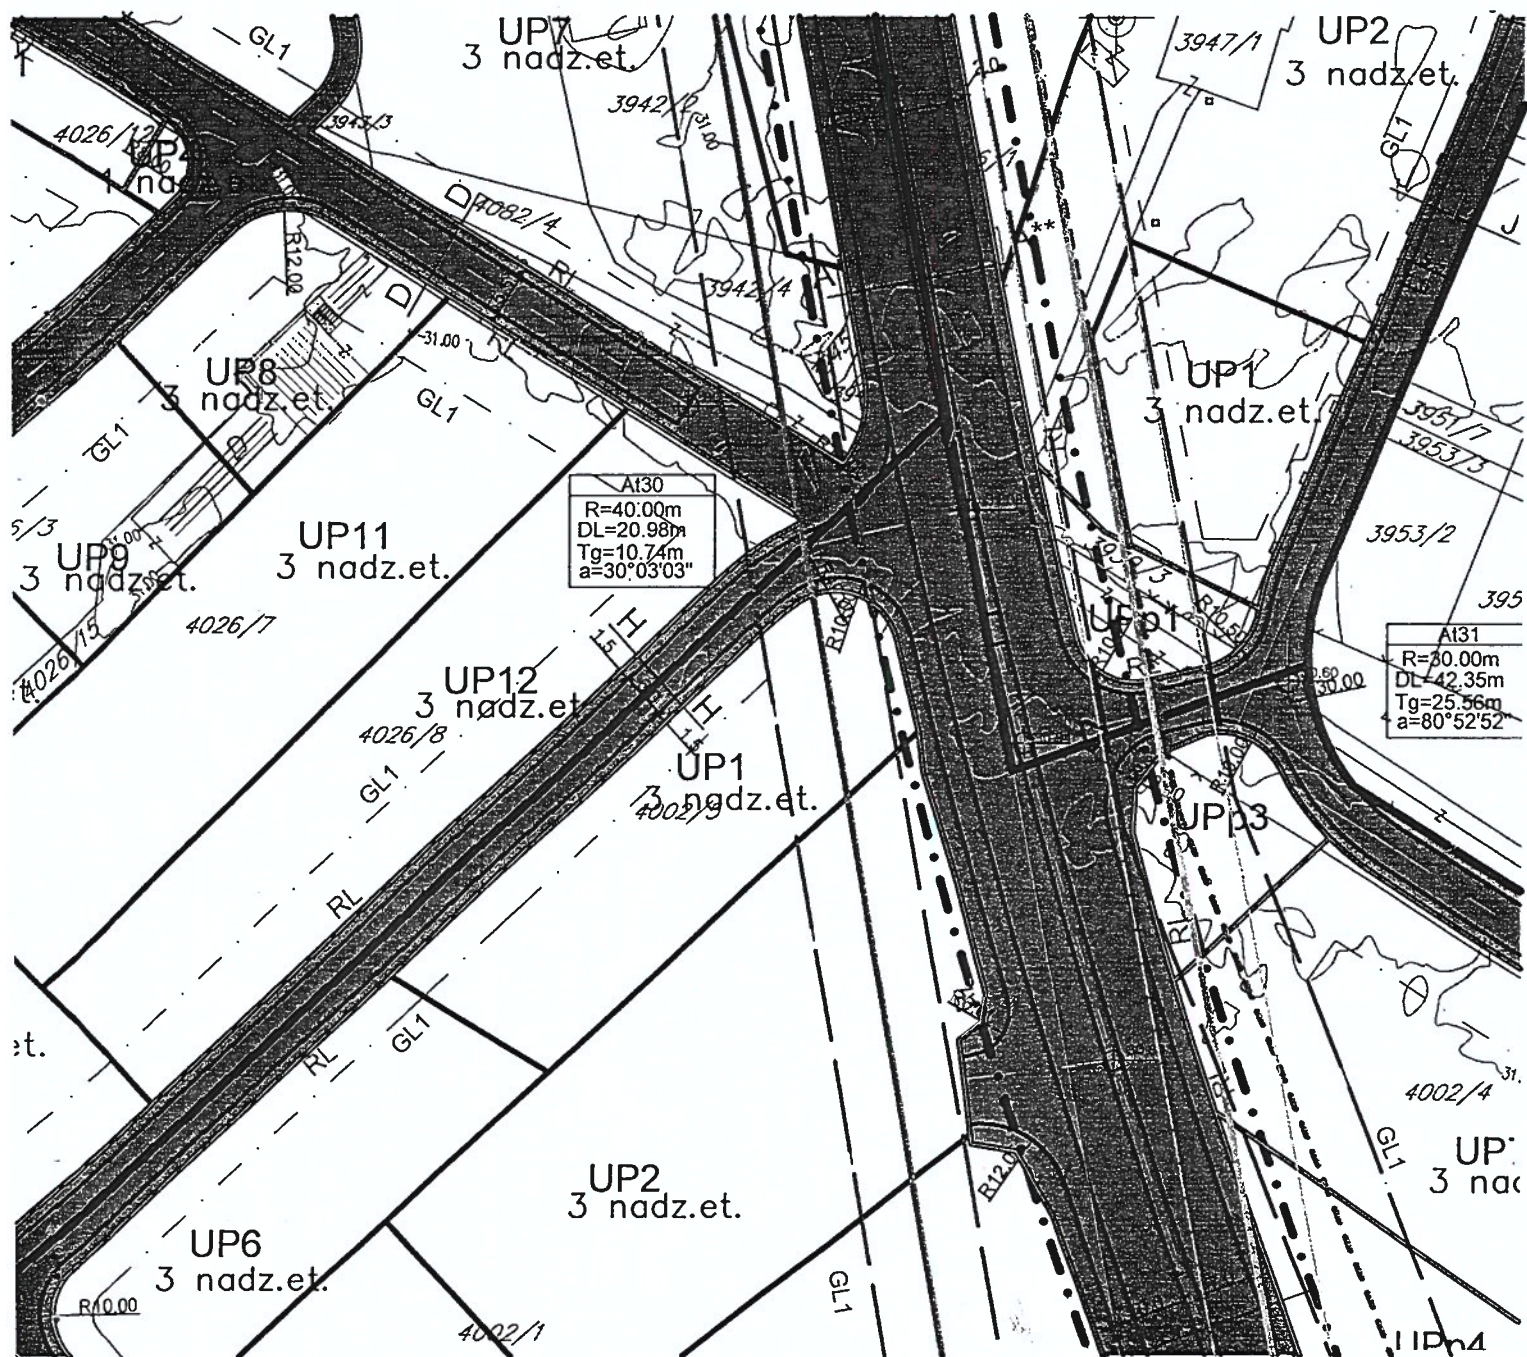 UP7
3 nadz.et.
GL1
3942/2
31.00
3947/1
UP2
3 nadz.et.
GL1
4026/12
3943/3
D
4082/4
RL
3942/4
R12.00
D
31.00
UP8
3 nadz.et.
GL1
GL1
D
UP1
3 nadz.et.
3951/7
3953/3
3953/2
At30
R=40.00m
DL=20.98m
Tg=10.74m
a=30°03'03"
UP11
3 nadz.et.
4026/7
UP9
3 nadz.et.
4026/15
UP12
3 nadz.et.
4026/8
GL1
H
1.5
H
1.5
UP1
3 nadz.et.
UPp1
R10.50
At31
R=30.00m
DL=42.35m
Tg=25.56m
a=80°52'52"
30.00
UPp3
RL
RL
GL1
RL
et.
4002/4
GL1
UP2
3 nadz.et.
UP6
3 nadz.et.
R10.00
4002/1
GL1
UPp4